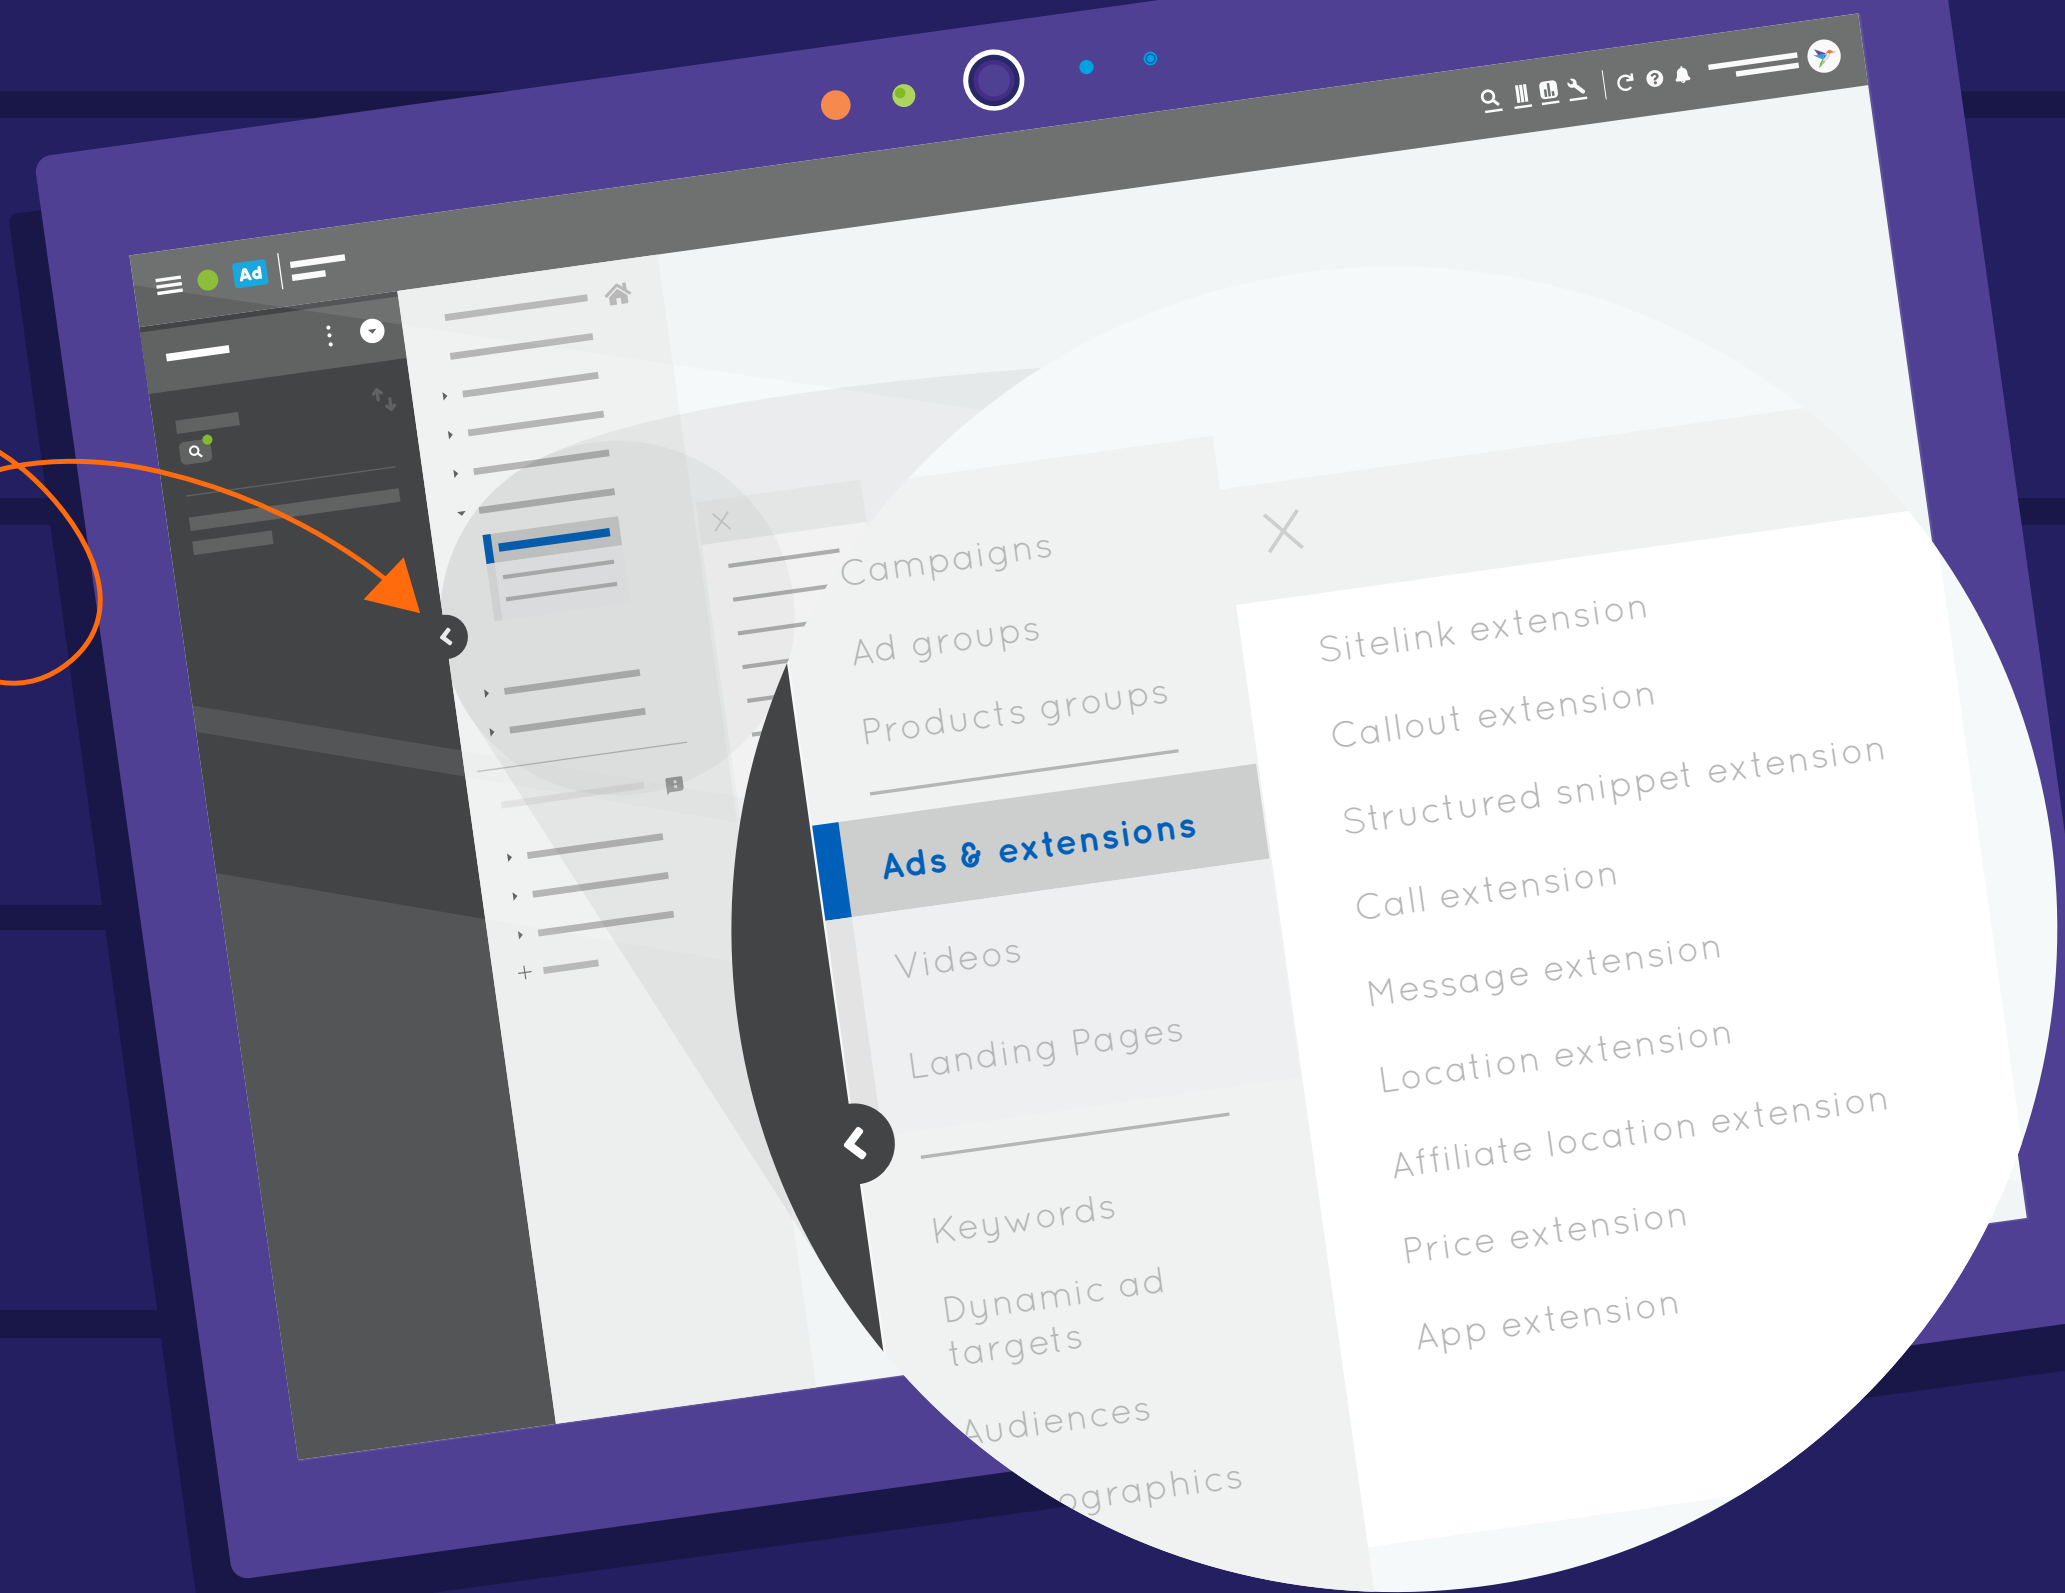 Ad
Campaigns
Ad groups
Products groups
Ads & extensions
Videos
Landing Pages
Keywords
Dynamic ad
targets
Audiences
ographics
Sitelink extension
Callout extension
Structured snippet extension
Call extension
Message extension
Location extension
Affiliate location extension
Price extension
App extension